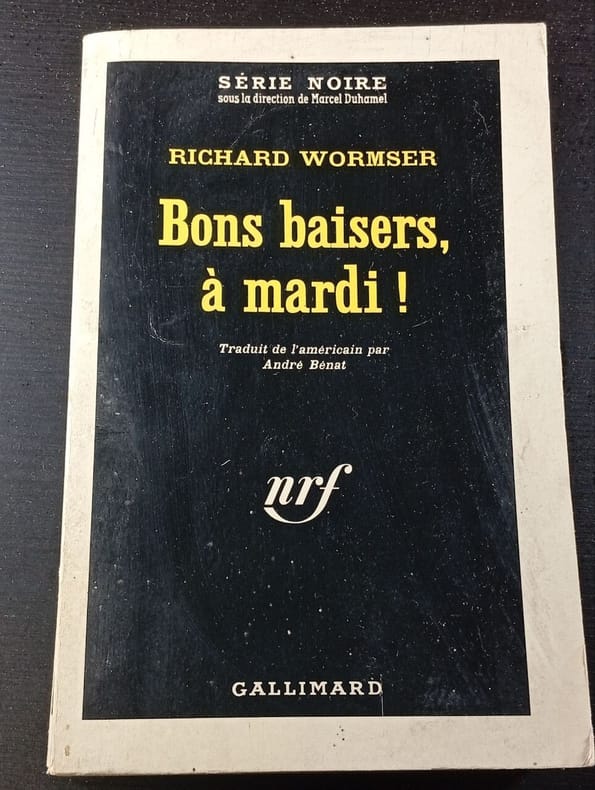 SÉRIE NOIRE
sous la direction de Marcel Duhamel
RICHARD WORMSER
Bons baisers,
à mardi !
Traduit de l'américain par
André Bénat
nrf
GALLIMARD